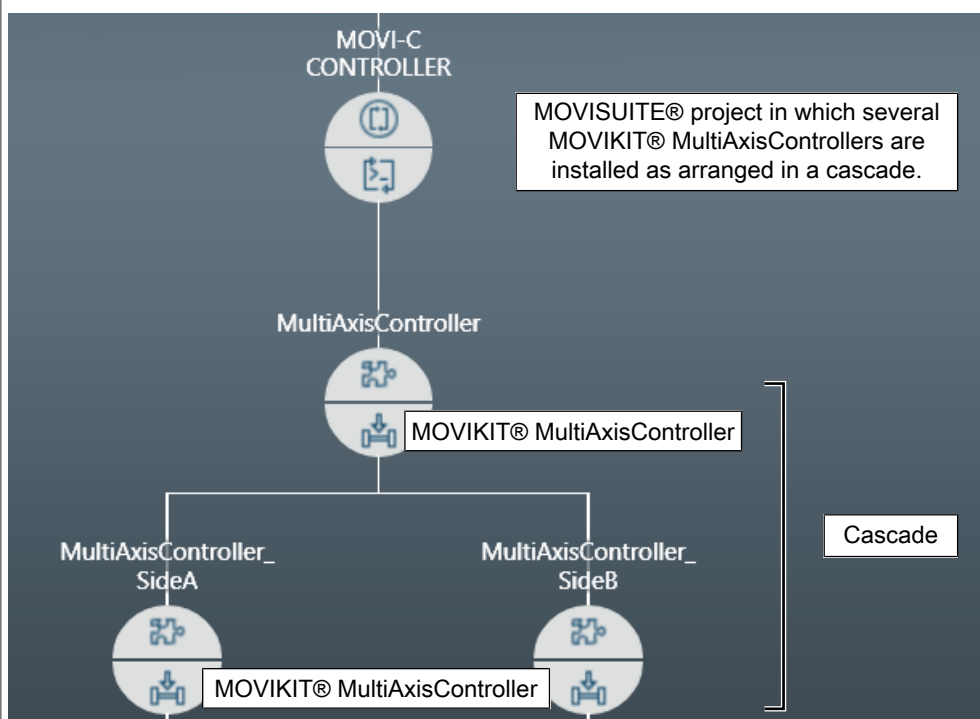 MOVI-C
CONTROLLER
MOVISUITE® project in which several
MOVIKIT® MultiAxisControllers are
installed as arranged in a cascade.
MultiAxisController
MOVIKIT® MultiAxisController
Cascade
MultiAxisController_
SideA
MultiAxisController_
SideB
MOVIKIT® MultiAxisController